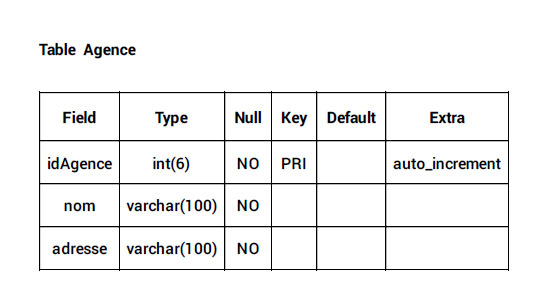 Table Agence
Field Type Null Key Default Extra
idAgence int(6) NO PRI auto_increment
nom varchar(100) NO
adresse varchar(100) NO